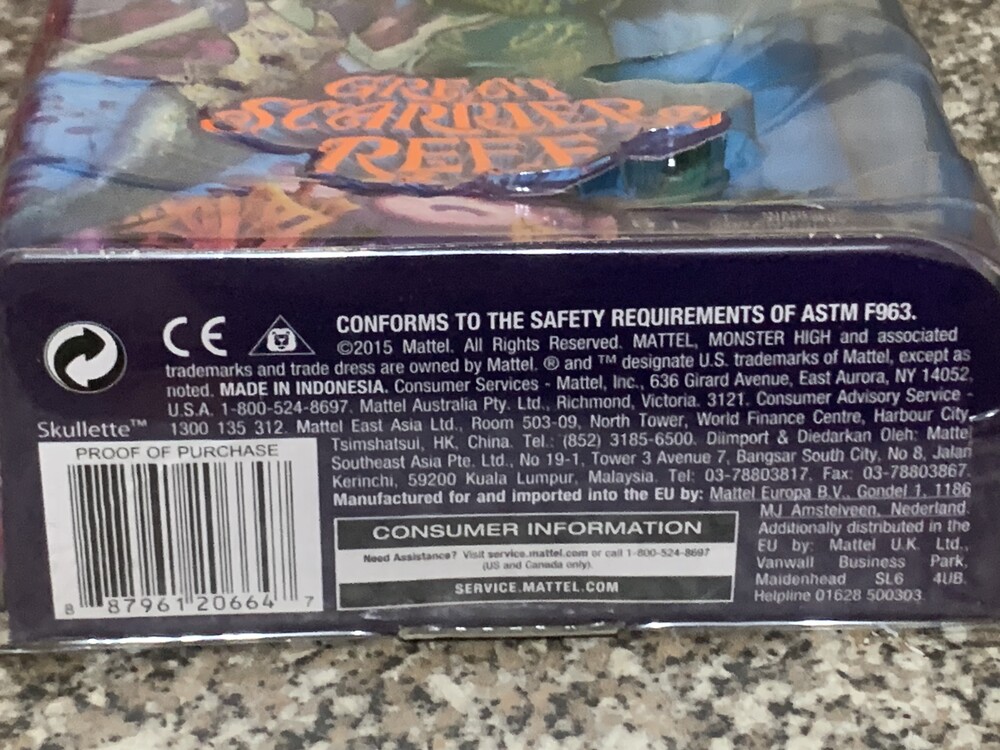 GREAT
SCARRIER
REEF
CE
CONFORMS TO THE SAFETY REQUIREMENTS OF ASTM F963.
©2015 Mattel. All Rights Reserved. MATTEL, MONSTER HIGH and associated
trademarks and trade dress are owned by Mattel. ® and ™ designate U.S. trademarks of Mattel, except as
noted. MADE IN INDONESIA. Consumer Services - Mattel, Inc., 636 Girard Avenue, East Aurora, NY 14052,
U.S.A. 1-800-524-8697. Mattel Australia Pty. Ltd., Richmond, Victoria. 3121. Consumer Advisory Service -
Skullette™ 1300 135 312. Mattel East Asia Ltd., Room 503-09, North Tower, World Finance Centre, Harbour City,
Tsimshatsui, HK, China. Tel.: (852) 3185-6500. Diimport & Diedarkan Oleh: Matte
Southeast Asia Pte. Ltd., No 19-1, Tower 3 Avenue 7, Bangsar South City, No 8, Jalan
Kerinchi, 59200 Kuala Lumpur, Malaysia. Tel: 03-78803817, Fax: 03-78803867.
Manufactured for and imported into the EU by: Mattel Europa B.V., Gondel 1, 1186
MJ Amstelveen, Nederland.
Additionally distributed in the
EU by: Mattel U.K. Ltd.,
Vanwall Business Park,
Maidenhead SL6 4UB.
Helpline 01628 500303.
PROOF OF PURCHASE
8 87961 20664 7
CONSUMER INFORMATION
Need Assistance? Visit service.mattel.com or call 1-800-524-8697
(US and Canada only).
SERVICE.MATTEL.COM